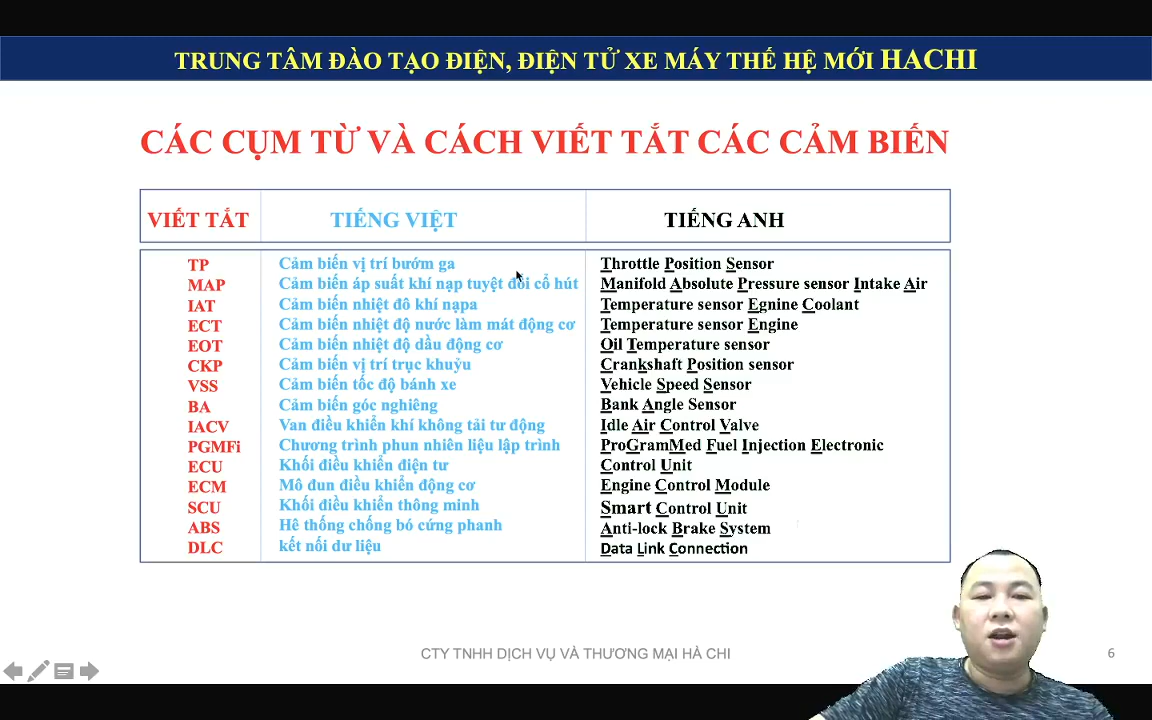 TRUNG TÂM ĐÀO TẠO ĐIỆN, ĐIỆN TỬ XE MÁY THẾ HỆ MỚI HACHI
CÁC CỤM TỪ VÀ CÁCH VIẾT TẮT CÁC CẢM BIẾN
VIẾT TẮT TIẾNG VIỆT TIẾNG ANH
TP Cảm biến vị trí bướm ga Throttle Position Sensor
MAP Cảm biến áp suất khí nạp tuyệt đối cổ hút Manifold Absolute Pressure sensor Intake Air
IAT Cảm biến nhiệt đô khí nạpa Temperature sensor Egnine Coolant
ECT Cảm biến nhiệt độ nước làm mát động cơ Temperature sensor Engine
EOT Cảm biến nhiệt độ dầu động cơ Oil Temperature sensor
CKP Cảm biến vị trí trục khuỷu Crankshaft Position sensor
VSS Cảm biến tốc độ bánh xe Vehicle Speed Sensor
BA Cảm biến góc nghiêng Bank Angle Sensor
IACV Van điều khiển khí không tải tư động Idle Air Control Valve
PGMFi Chương trình phun nhiên liệu lập trình ProGramMed Fuel Injection Electronic
ECU Khối điều khiển điện tư Control Unit
ECM Mô đun điều khiển động cơ Engine Control Module
SCU Khối điều khiển thông minh Smart Control Unit
ABS Hê thống chống bó cứng phanh Anti-lock Brake System
DLC kết nối dư liệu Data Link Connection
CTY TNHH DỊCH VỤ VÀ THƯƠNG MẠI HÀ CHI 6